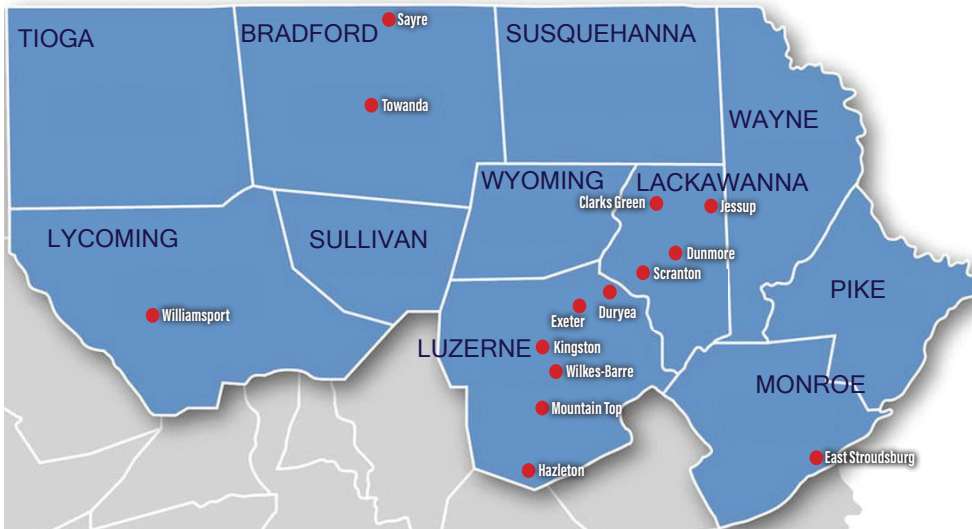 Sayre
TIOGA
BRADFORD
SUSQUEHANNA
Towanda
WAYNE
WYOMING
LACKAWANNA
Clarks Green
Jessup
LYCOMING
SULLIVAN
Dunmore
Scranton
PIKE
Williamsport
Duryea
Exeter
LUZERNE
Kingston
Wilkes-Barre
MONROE
Mountain Top
East Stroudsburg
Hazleton